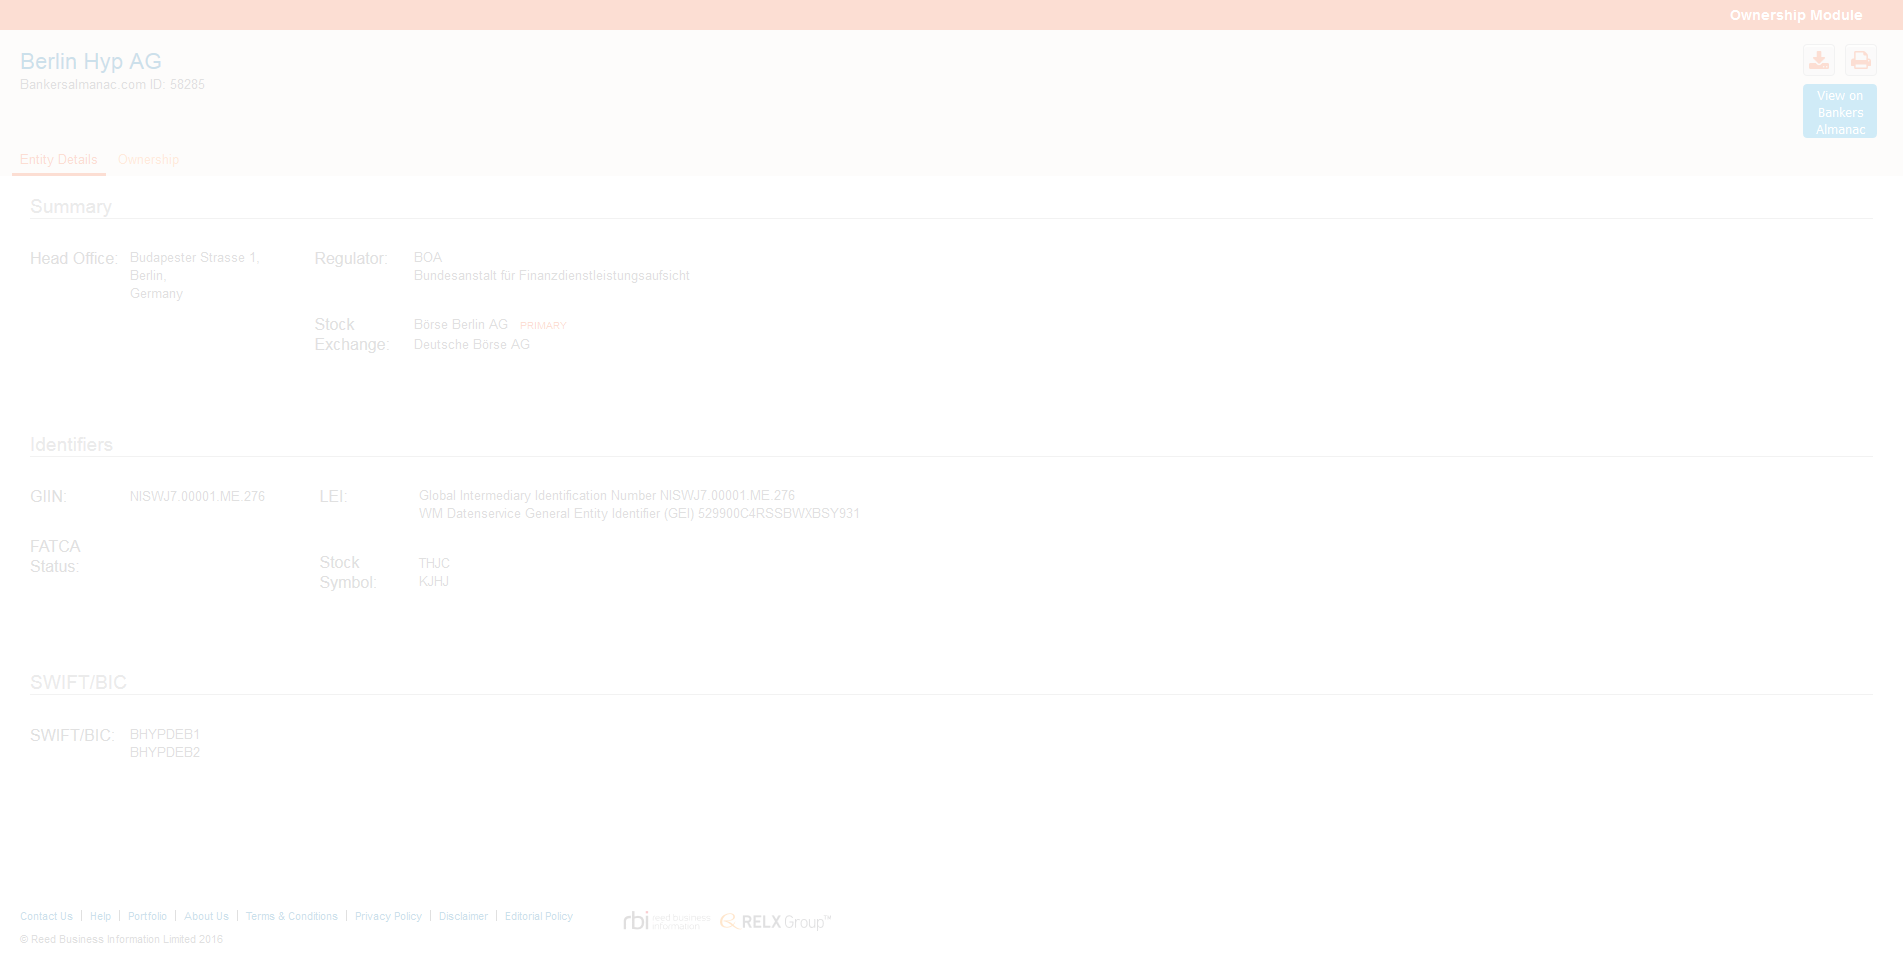 Ownership Module
Berlin Hyp AG
Bankersalmanac.com ID: 58285
View on
Bankers
Almanac
Entity Details Ownership
Summary
Head Office: Budapester Strasse 1,
Berlin,
Germany
Regulator: BOA
Bundesanstalt für Finanzdienstleistungsaufsicht
Stock
Exchange:
Börse Berlin AG PRIMARY
Deutsche Börse AG
Identifiers
GIIN: NISWJ7.00001.ME.276
LEI: Global Intermediary Identification Number NISWJ7.00001.ME.276
WM Datenservice General Entity Identifier (GEI) 529900C4RSSBWXBSY931
FATCA
Status:
Stock
Symbol:
THJC
KJHJ
SWIFT/BIC
SWIFT/BIC: BHYPDEB1
BHYPDEB2
Contact Us | Help | Portfolio | About Us | Terms & Conditions | Privacy Policy | Disclaimer | Editorial Policy
© Reed Business Information Limited 2016
rbi reed business
information
RELX Group™